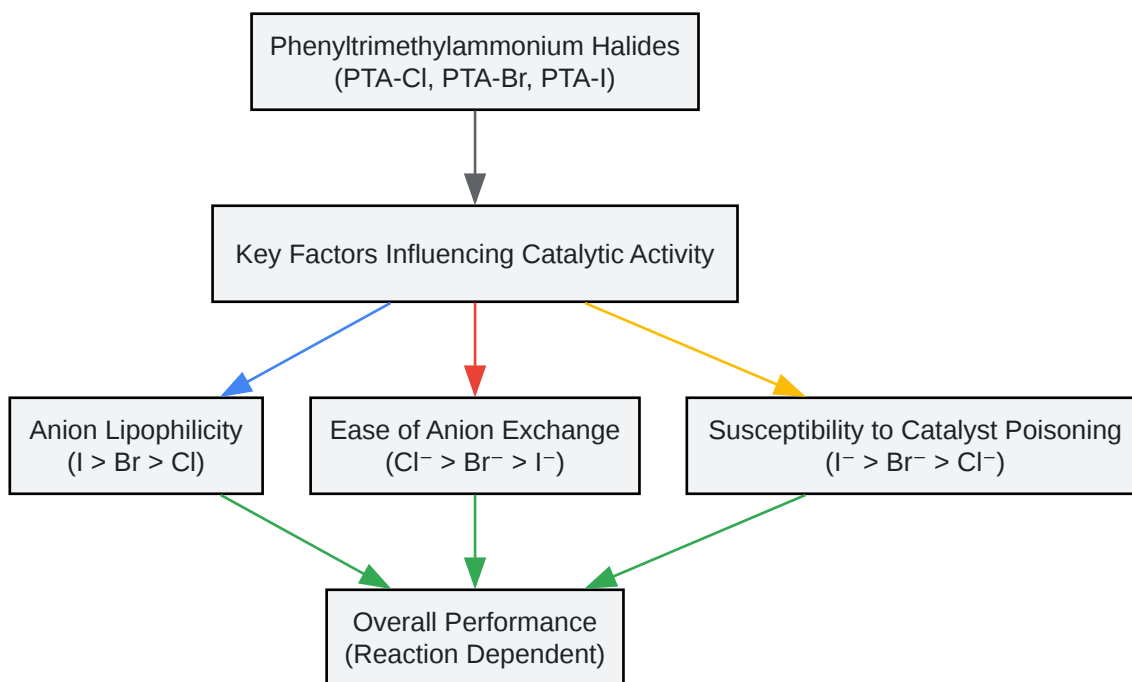 Phenyltrimethylammonium Halides
(PTA-Cl, PTA-Br, PTA-I)
Key Factors Influencing Catalytic Activity
Anion Lipophilicity
(I > Br > Cl)
Ease of Anion Exchange
(Cl⁻ > Br⁻ > I⁻)
Susceptibility to Catalyst Poisoning
(I⁻ > Br⁻ > Cl⁻)
Overall Performance
(Reaction Dependent)